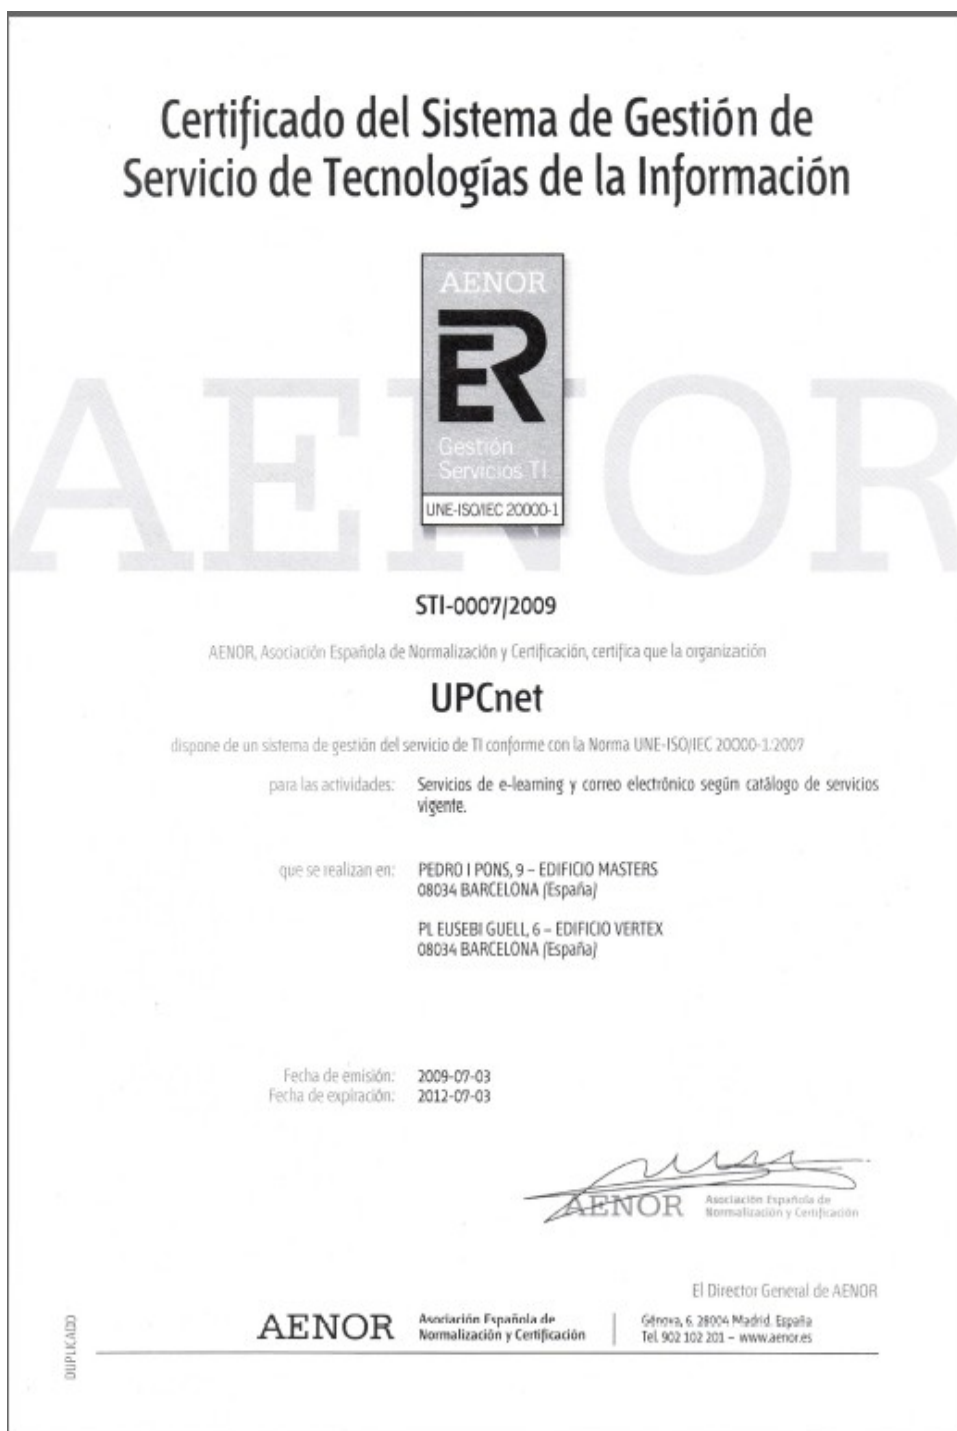 Certificado del Sistema de Gestión de
Servicio de Tecnologías de la Información
AENOR
AENOR
ER
Gestión
Servicios TI
UNE-ISO/IEC 20000-1
STI-0007/2009
AENOR, Asociación Española de Normalización y Certificación, certifica que la organización
UPCnet
dispone de un sistema de gestión del servicio de TI conforme con la Norma UNE-ISO/IEC 20000-1:2007
para las actividades: Servicios de e-learning y correo electrónico según catálogo de servicios
vigente.
que se realizan en: PEDRO I PONS, 9 – EDIFICIO MASTERS
08034 BARCELONA (España)
PL EUSEBI GUELL, 6 – EDIFICIO VERTEX
08034 BARCELONA (España)
Fecha de emisión: 2009-07-03
Fecha de expiración: 2012-07-03
AENOR Asociación Española de
Normalización y Certificación
El Director General de AENOR
DUPLICADO
AENOR Asociación Española de
Normalización y Certificación
Génova, 6. 28004 Madrid. España
Tel. 902 102 201 – www.aenor.es